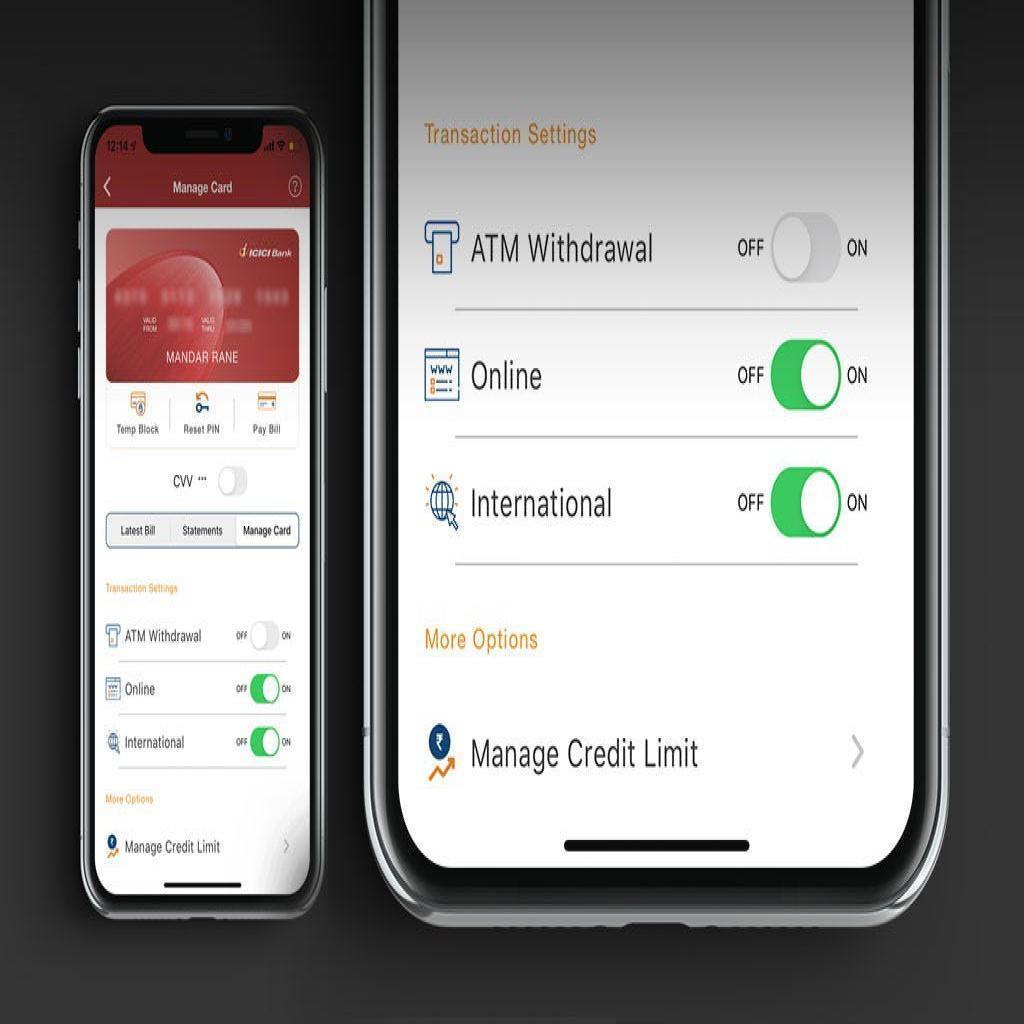 12:14
Manage Card
?
ICICI Bank
VALID FROM
VALID THRU
MANDAR RANE
Temp Block
Reset PIN
Pay Bill
CVV ***
Latest Bill
Statements
Manage Card
Transaction Settings
ATM Withdrawal OFF ON
Online OFF ON
International OFF ON
More Options
Manage Credit Limit
Transaction Settings
ATM Withdrawal OFF ON
WWW
Online OFF ON
International OFF ON
More Options
₹
Manage Credit Limit